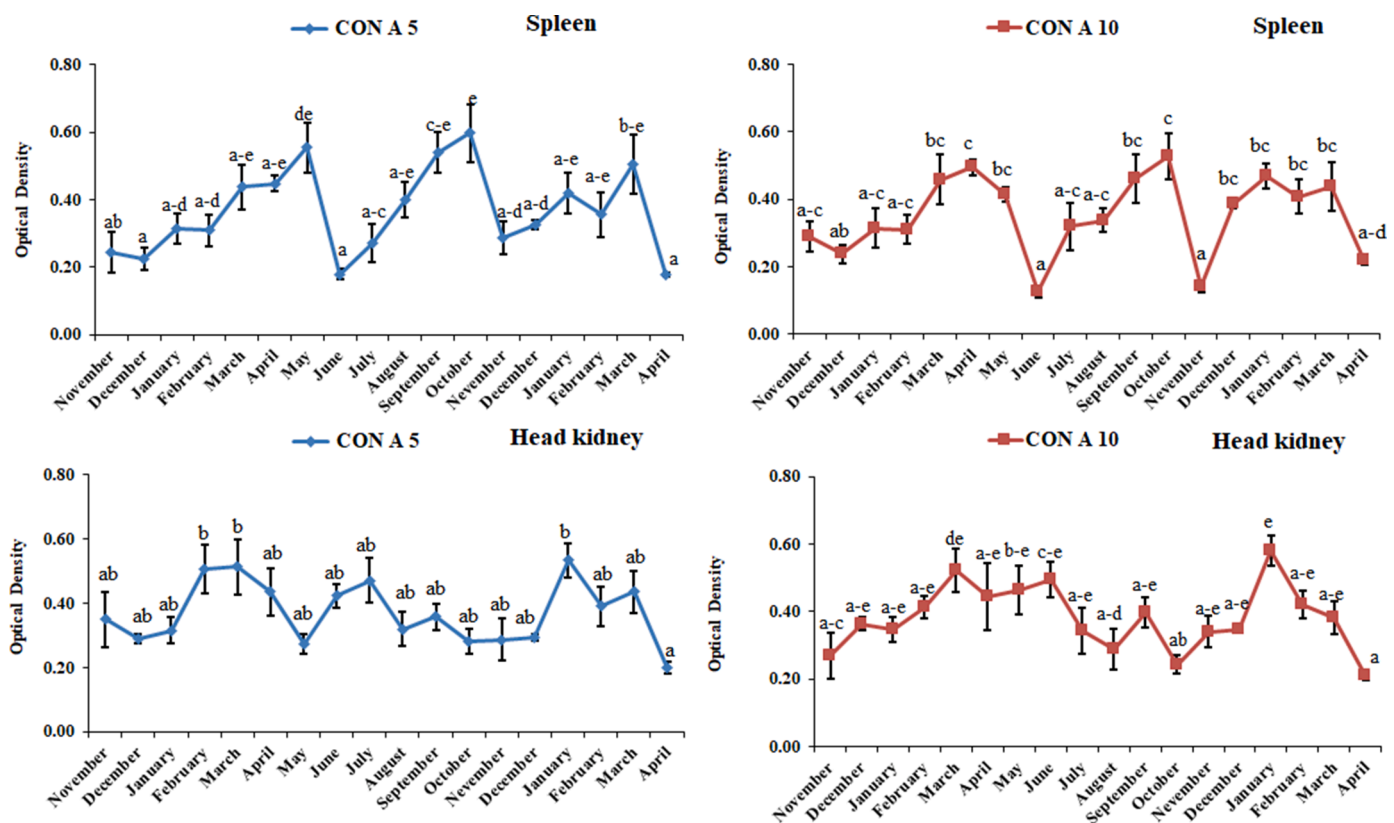 CON A 5
Spleen
Optical Density
0.80
0.60
0.40
0.20
0.00
ab
a
a-d
a-d
a-e
a-e
de
a
a-c
a-e
c-e
e
a-d
a-e
a-e
a-e
b-e
a
November
December
January
February
March
April
May
June
July
August
September
October
Nevember
December
January
February
March
April
CON A 10
Spleen
Optical Density
0.80
0.60
0.40
0.20
0.00
a-c
ab
a-c
a-c
bc
c
bc
a
a-c
a-c
bc
c
a
bc
bc
bc
bc
a-d
November
December
January
February
March
April
May
June
July
August
September
October
Nevember
December
January
February
March
April
CON A 5
Head kidney
Optical Density
0.80
0.60
0.40
0.20
0.00
ab
ab
ab
b
b
ab
ab
ab
ab
ab
ab
ab
ab
ab
b
ab
ab
a
November
December
January
February
March
April
May
June
July
August
September
October
Nevember
December
January
February
March
April
CON A 10
Head kidney
Optical Density
0.80
0.60
0.40
0.20
0.00
a-c
a-e
a-e
a-e
de
a-e
b-e
c-e
a-e
a-d
a-e
ab
a-e
a-e
e
a-e
a-e
a
November
December
January
February
March
April
May
June
July
August
September
October
Nevember
December
January
February
March
April